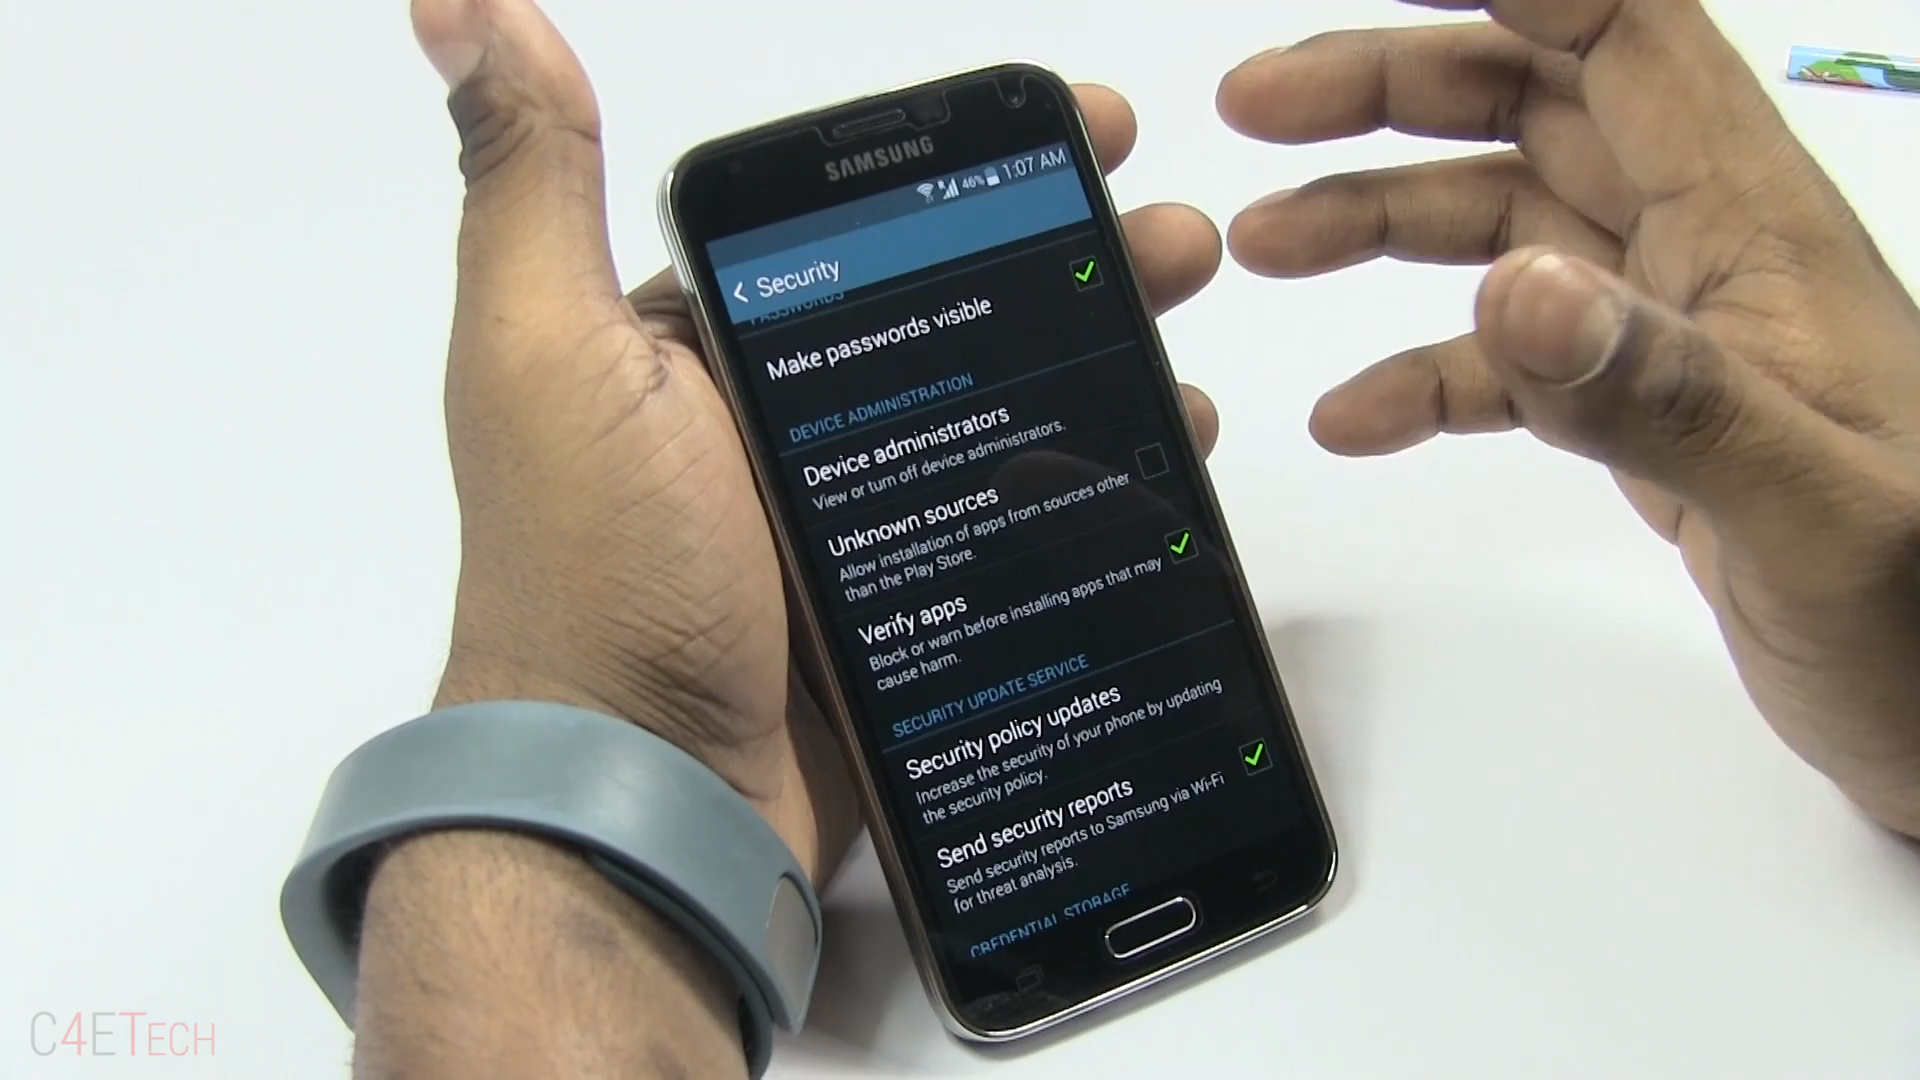 SAMSUNG
46% 1:07 AM
Security
PASSWORDS
Make passwords visible
DEVICE ADMINISTRATION
Device administrators
View or turn off device administrators.
Unknown sources
Allow installation of apps from sources other
than the Play Store.
Verify apps
Block or warn before installing apps that may
cause harm.
SECURITY UPDATE SERVICE
Security policy updates
Increase the security of your phone by updating
the security policy.
Send security reports
Send security reports to Samsung via Wi-Fi
for threat analysis.
CREDENTIAL STORAGE
C4ETECH